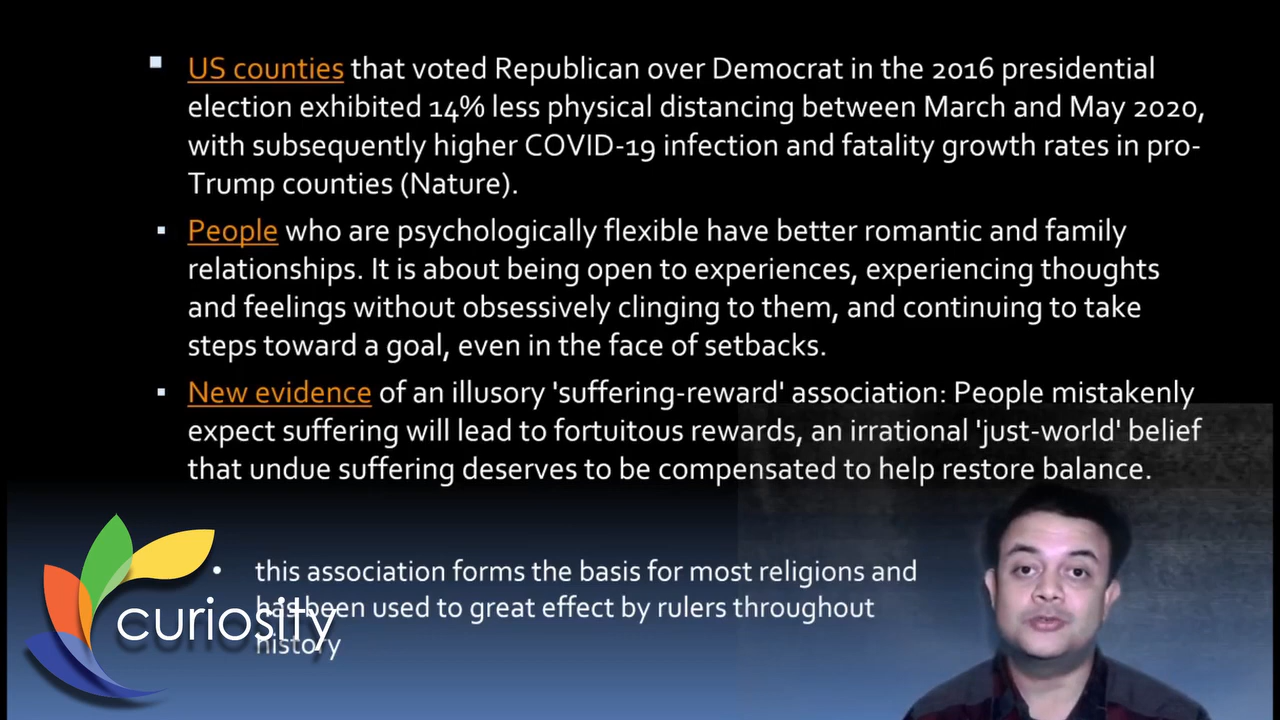 US counties that voted Republican over Democrat in the 2016 presidential
election exhibited 14% less physical distancing between March and May 2020,
with subsequently higher COVID-19 infection and fatality growth rates in pro-
Trump counties (Nature).
People who are psychologically flexible have better romantic and family
relationships. It is about being open to experiences, experiencing thoughts
and feelings without obsessively clinging to them, and continuing to take
steps toward a goal, even in the face of setbacks.
New evidence of an illusory 'suffering-reward' association: People mistakenly
expect suffering will lead to fortuitous rewards, an irrational 'just-world' belief
that undue suffering deserves to be compensated to help restore balance.
this association forms the basis for most religions and
has been used to great effect by rulers throughout
history
curiosity